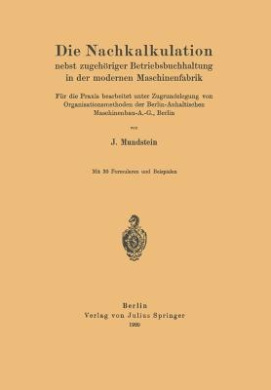 Die Nachkalkulation
nebst zugehöriger Betriebsbuchhaltung
in der modernen Maschinenfabrik
Für die Praxis bearbeitet unter Zugrundelegung von
Organisationsmethoden der Berlin-Anhaltischen
Maschinenbau-A.-G., Berlin
von
J. Mundstein
Mit 30 Formularen und Beispielen
Berlin
Verlag von Julius Springer